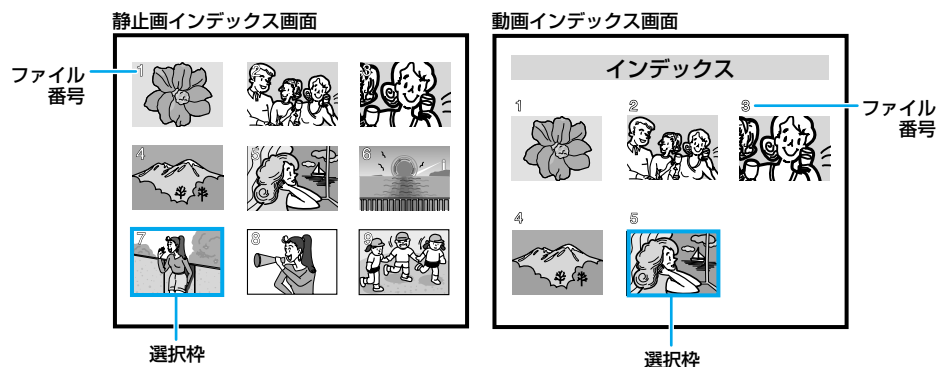 静止画インデックス画面
動画インデックス画面
ファイル
番号
1
4
5
6
7
8
9
選択枠
インデックス
1
2
3
ファイル
番号
4
5
選択枠